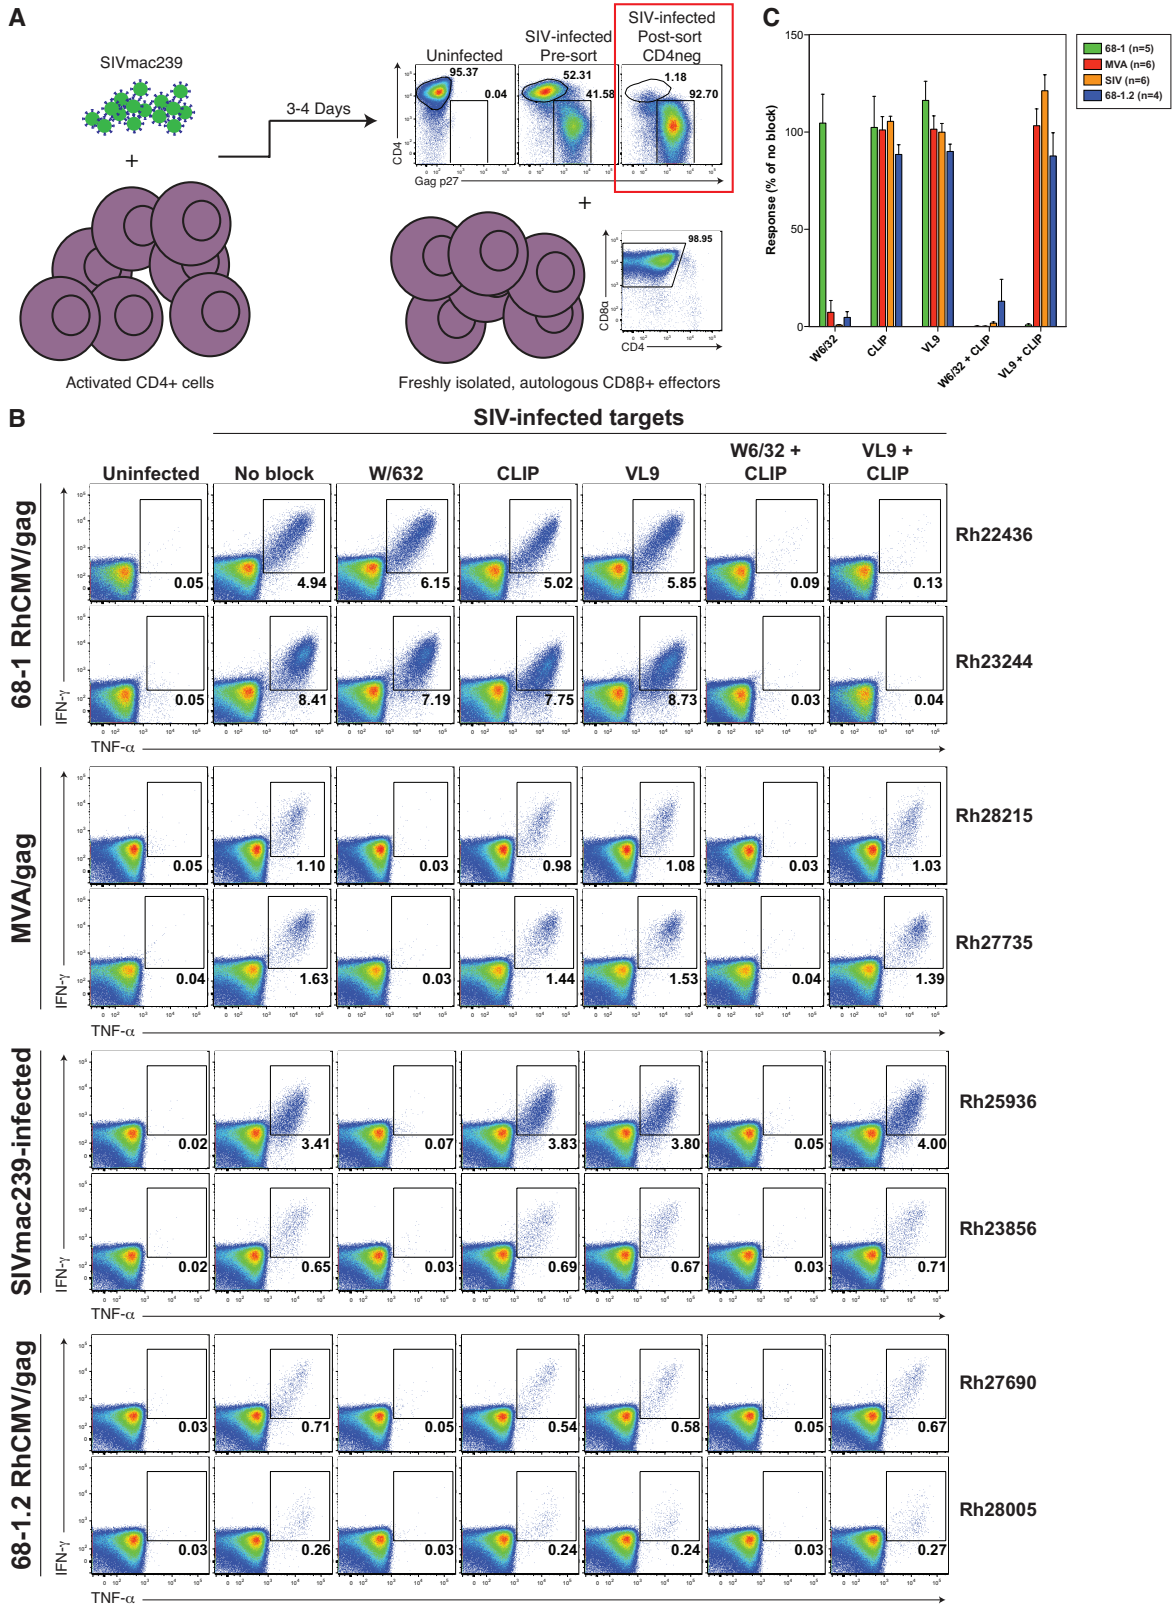 A
SIVmac239
+
3-4 Days
Activated CD4+ cells
Uninfected
SIV-infected
Pre-sort
SIV-infected
Post-sort
CD4neg
95.37
0.04
52.31
41.58
1.18
92.70
CD4
Gag p27
+
98.95
CD8α
CD4
Freshly isolated, autologous CD8β+ effectors
C
150
100
50
0
Response (% of no block)
W6/32
CLIP
VL9
W6/32 + CLIP
VL9 + CLIP
68-1 (n=5)
MVA (n=6)
SIV (n=6)
68-1.2 (n=4)
B
SIV-infected targets
Uninfected No block W/632 CLIP VL9 W6/32 + CLIP VL9 + CLIP
68-1 RhCMV/gag
0.05 4.94 6.15 5.02 5.85 0.09 0.13 Rh22436
0.05 8.41 7.19 7.75 8.73 0.03 0.04 Rh23244
IFN-γ
TNF-α
MVA/gag
0.05 1.10 0.03 0.98 1.08 0.03 1.03 Rh28215
0.04 1.63 0.03 1.44 1.53 0.04 1.39 Rh27735
IFN-γ
TNF-α
SIVmac239-infected
0.02 3.41 0.07 3.83 3.80 0.05 4.00 Rh25936
0.02 0.65 0.03 0.69 0.67 0.03 0.71 Rh23856
IFN-γ
TNF-α
68-1.2 RhCMV/gag
0.03 0.71 0.05 0.54 0.58 0.05 0.67 Rh27690
0.03 0.26 0.03 0.24 0.24 0.03 0.27 Rh28005
IFN-γ
TNF-α